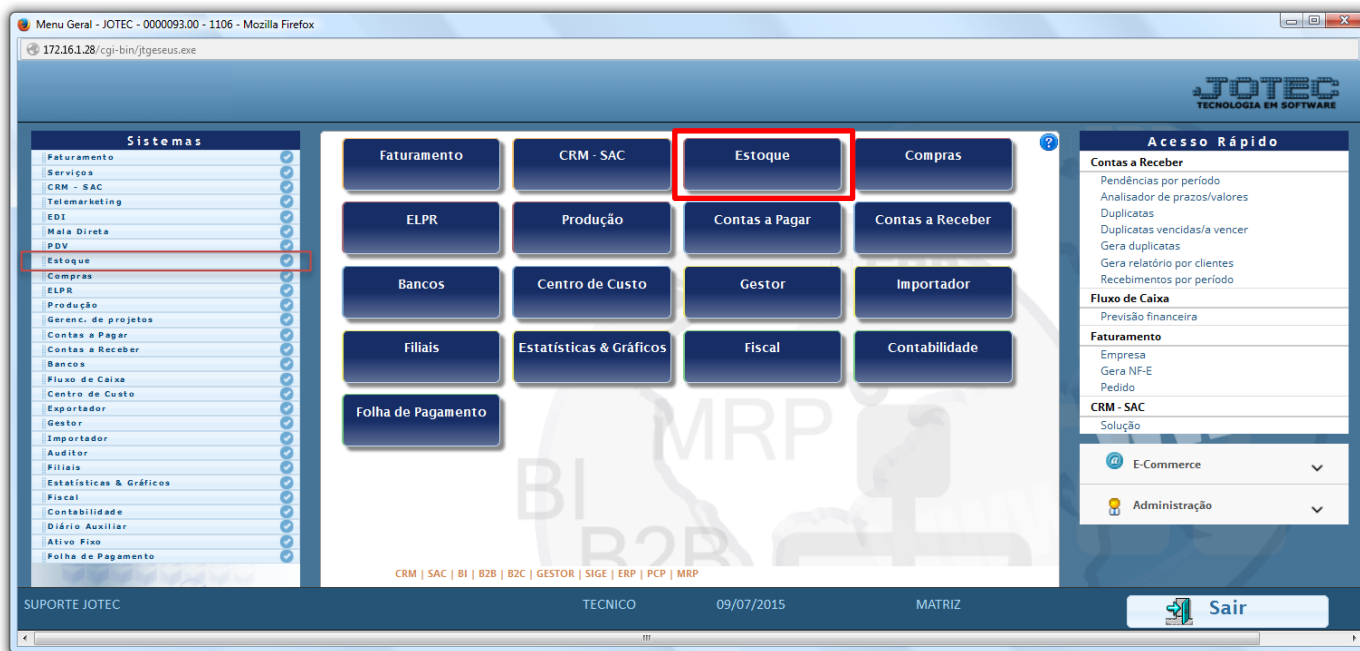 Menu Geral - JOTEC - 0000093.00 - 1106 - Mozilla Firefox
172.16.1.28/cgi-bin/jtgeseus.exe
JOTEC
TECNOLOGIA EM SOFTWARE
Sistemas
Faturamento
Serviços
CRM - SAC
Telemarketing
EDI
Mala Direta
PDV
Estoque
Compras
ELPR
Produção
Gerenc. de projetos
Contas a Pagar
Contas a Receber
Bancos
Fluxo de Caixa
Centro de Custo
Exportador
Gestor
Importador
Auditor
Filiais
Estatísticas & Gráficos
Fiscal
Contabilidade
Diário Auxiliar
Ativo Fixo
Folha de Pagamento
Faturamento CRM - SAC Estoque Compras
ELPR Produção Contas a Pagar Contas a Receber
Bancos Centro de Custo Gestor Importador
Filiais Estatísticas & Gráficos Fiscal Contabilidade
Folha de Pagamento
MRP
BI
B2B
CRM | SAC | BI | B2B | B2C | GESTOR | SIGE | ERP | PCP | MRP
?
Acesso Rápido
Contas a Receber
Pendências por período
Analisador de prazos/valores
Duplicatas
Duplicatas vencidas/a vencer
Gera duplicatas
Gera relatório por clientes
Recebimentos por período
Fluxo de Caixa
Previsão financeira
Faturamento
Empresa
Gera NF-E
Pedido
CRM - SAC
Solução
@ E-Commerce
Administração
SUPORTE JOTEC TECNICO 09/07/2015 MATRIZ Sair